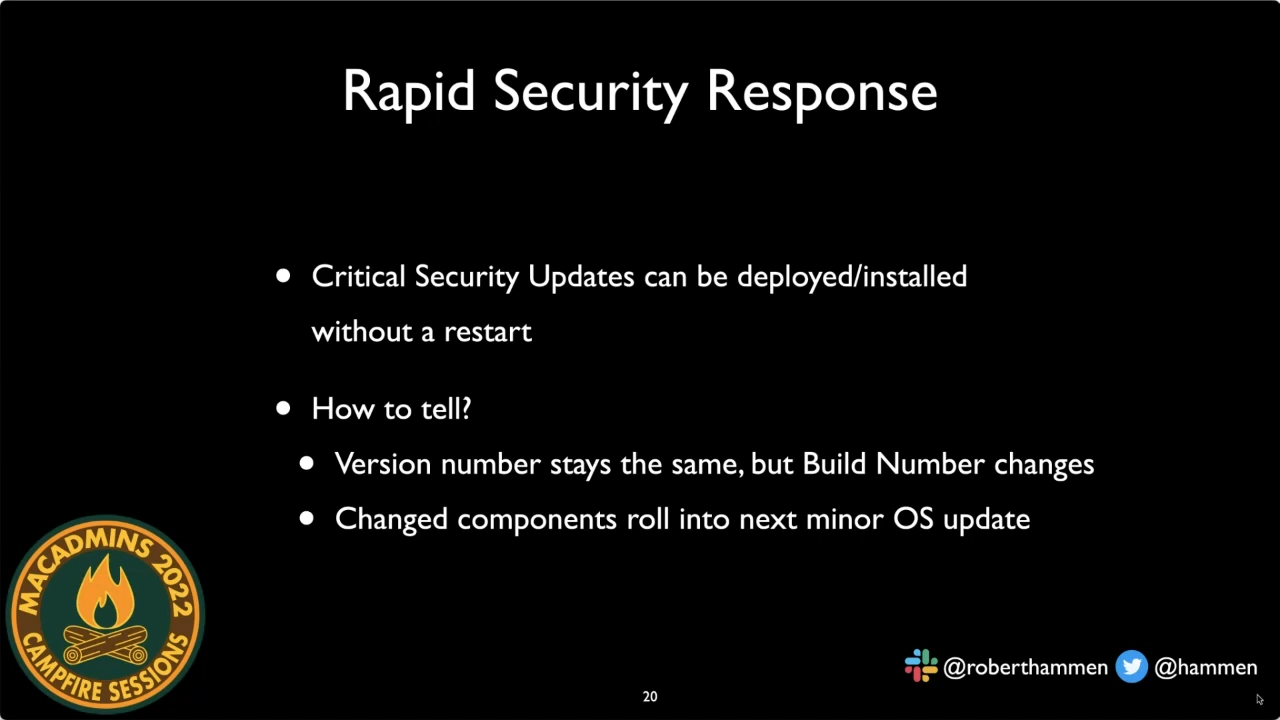 Rapid Security Response
• Critical Security Updates can be deployed/installed
without a restart
• How to tell?
• Version number stays the same, but Build Number changes
• Changed components roll into next minor OS update
MACADMINS 2022
CAMPFIRE SESSIONS
@roberthammen @hammen
20